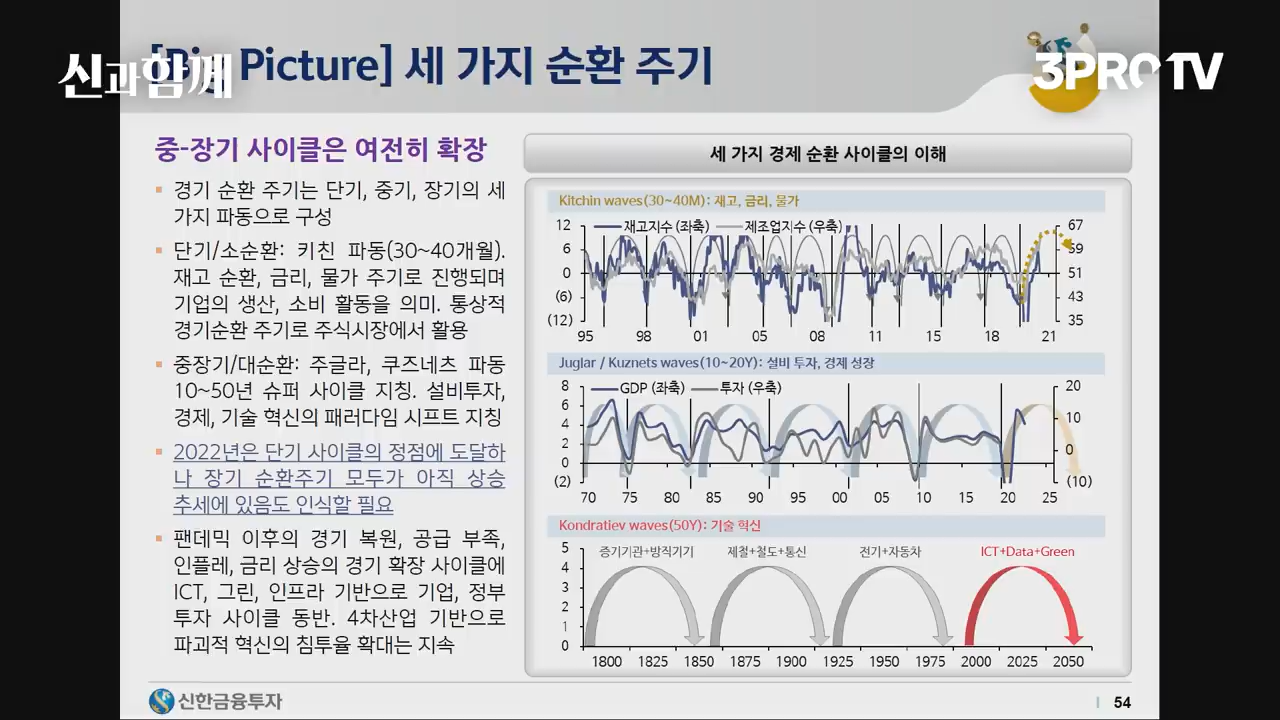 [Big Picture] 세 가지 순환 주기
신과함께
3PROTV
중-장기 사이클은 여전히 확장
경기 순환 주기는 단기, 중기, 장기의 세
가지 파동으로 구성
단기/소순환: 키친 파동(30~40개월).
재고 순환, 금리, 물가 주기로 진행되며
기업의 생산, 소비 활동을 의미. 통상적
경기순환 주기로 주식시장에서 활용
중장기/대순환: 주글라, 쿠즈네츠 파동
10~50년 슈퍼 사이클 지칭. 설비투자,
경제, 기술 혁신의 패러다임 시프트 지칭
2022년은 단기 사이클의 정점에 도달하
나 장기 순환주기 모두가 아직 상승
추세에 있음도 인식할 필요
팬데믹 이후의 경기 복원, 공급 부족,
인플레, 금리 상승의 경기 확장 사이클에
ICT, 그린, 인프라 기반으로 기업, 정부
투자 사이클 동반. 4차산업 기반으로
파괴적 혁신의 침투율 확대는 지속
세 가지 경제 순환 사이클의 이해
Kitchin waves(30~40M): 재고, 금리, 물가
재고지수 (좌축) 제조업지수 (우축)
12 67
6 59
0 51
(6) 43
(12) 35
95 98 01 05 08 11 15 18 21
Juglar / Kuznets waves(10~20Y): 설비 투자, 경제 성장
GDP (좌축) 투자 (우축)
8 20
6
4 10
2
0 0
(2) (10)
70 75 80 85 90 95 00 05 10 15 20 25
Kondratiev waves(50Y): 기술 혁신
증기기관+방직기기 제철+철도+통신 전기+자동차 ICT+Data+Green
5
4
3
2
1
0
1800 1825 1850 1875 1900 1925 1950 1975 2000 2025 2050
신한금융투자
54